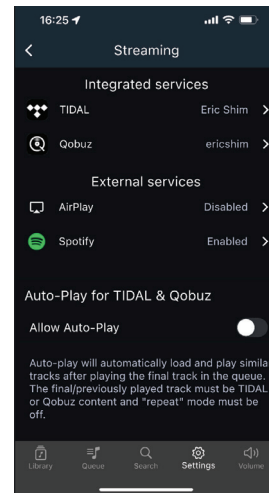 16:25
Streaming
Integrated services
TIDAL Eric Shim
Qobuz ericshim
External services
AirPlay Disabled
Spotify Enabled
Auto-Play for TIDAL & Qobuz
Allow Auto-Play
Auto-play will automatically load and play simila
tracks after playing the final track in the queue.
The final/previously played track must be TIDAL
or Qobuz content and "repeat" mode must be
off.
Library Queue Search Settings Volume